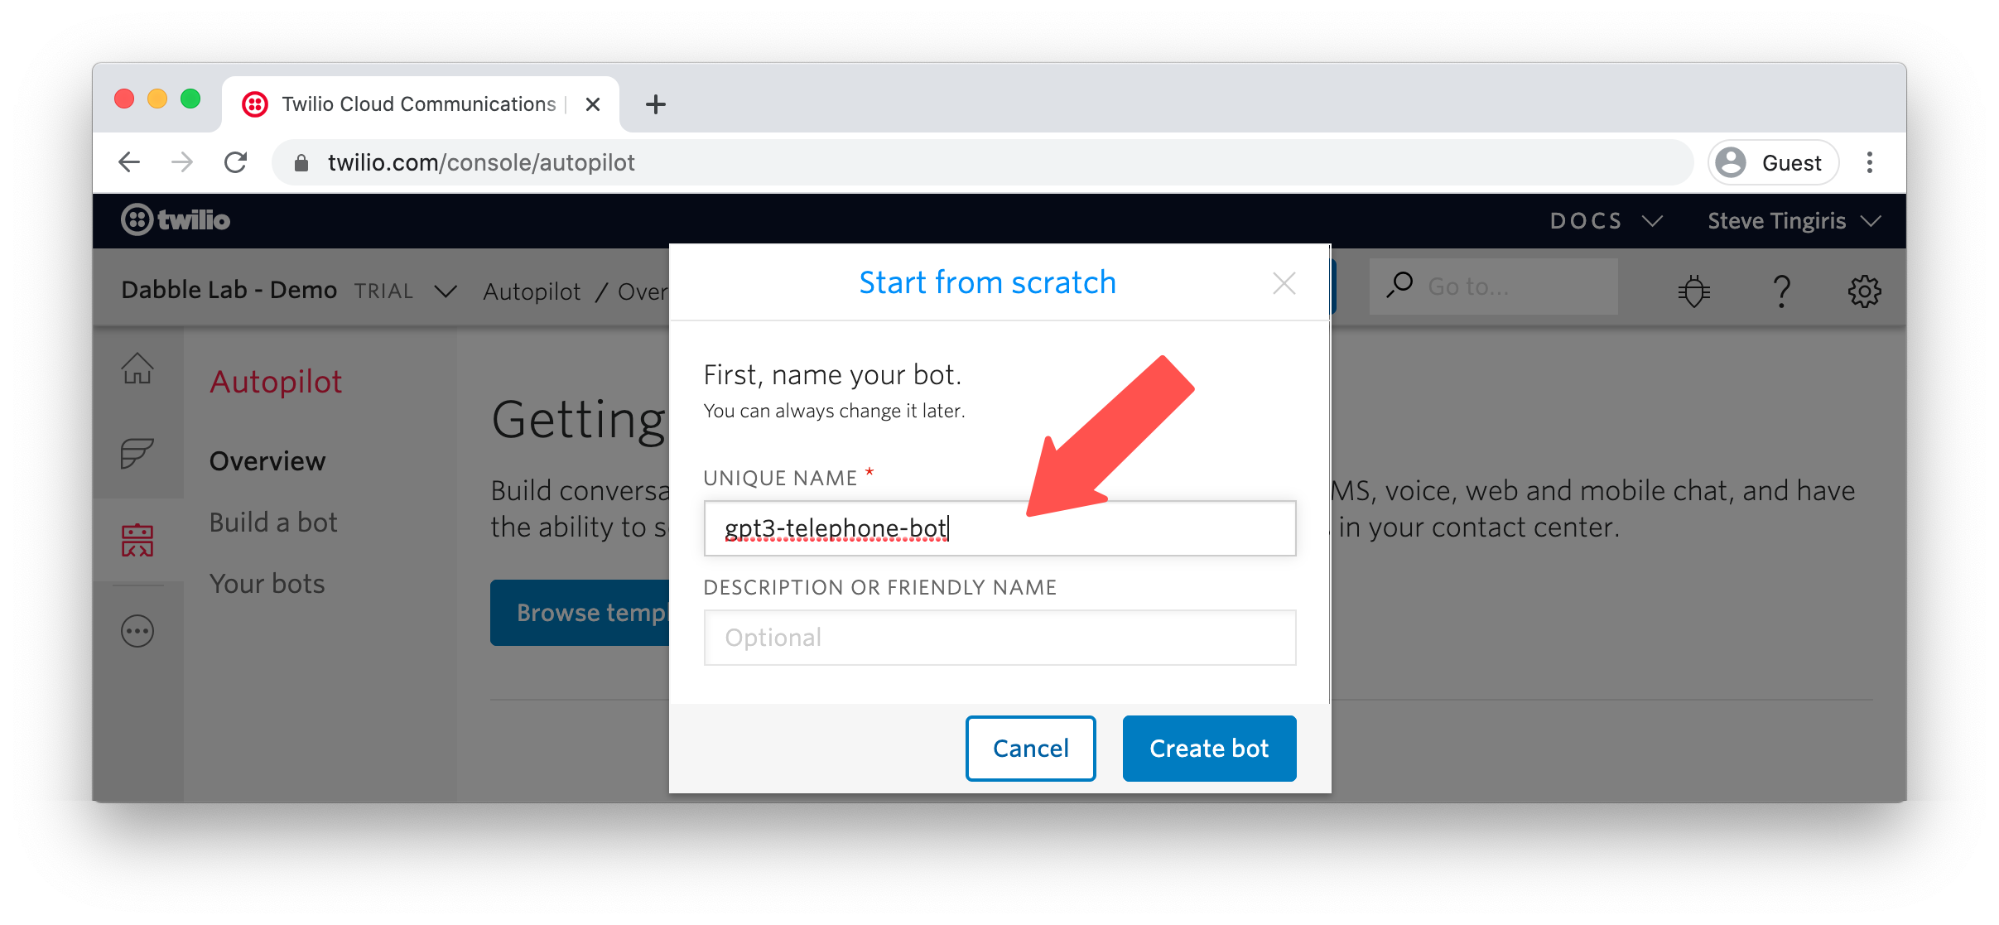 Twilio Cloud Communications
twilio.com/console/autopilot
Guest
twilio
DOCS
Steve Tingiris
Dabble Lab - Demo TRIAL
Autopilot / Over
Go to...
Autopilot
Overview
Build a bot
Your bots
Getting
Build conversa
MS, voice, web and mobile chat, and have
the ability to s
in your contact center.
Browse templ
Start from scratch
First, name your bot.
You can always change it later.
UNIQUE NAME *
gpt3-telephone-bot
DESCRIPTION OR FRIENDLY NAME
Optional
Cancel
Create bot